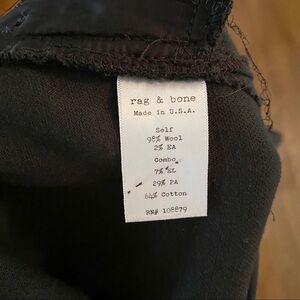 rag & bone
Made in U.S.A.
Self
98% Wool
2% EA
Combo
7% EL
29% PA
64% Cotton
RN# 108879